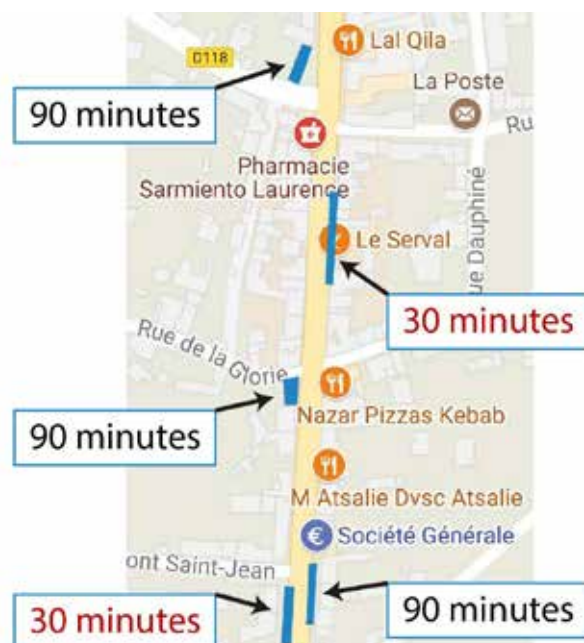 Lal Qila
D118
La Poste
90 minutes
Ru
Pharmacie
Sarmiento Laurence
Le Serval
ue Dauphiné
30 minutes
Rue de la Glorie
90 minutes
Nazar Pizzas Kebab
M Atsalie Dvsc Atsalie
€ Société Générale
ont Saint-Jean
30 minutes
90 minutes